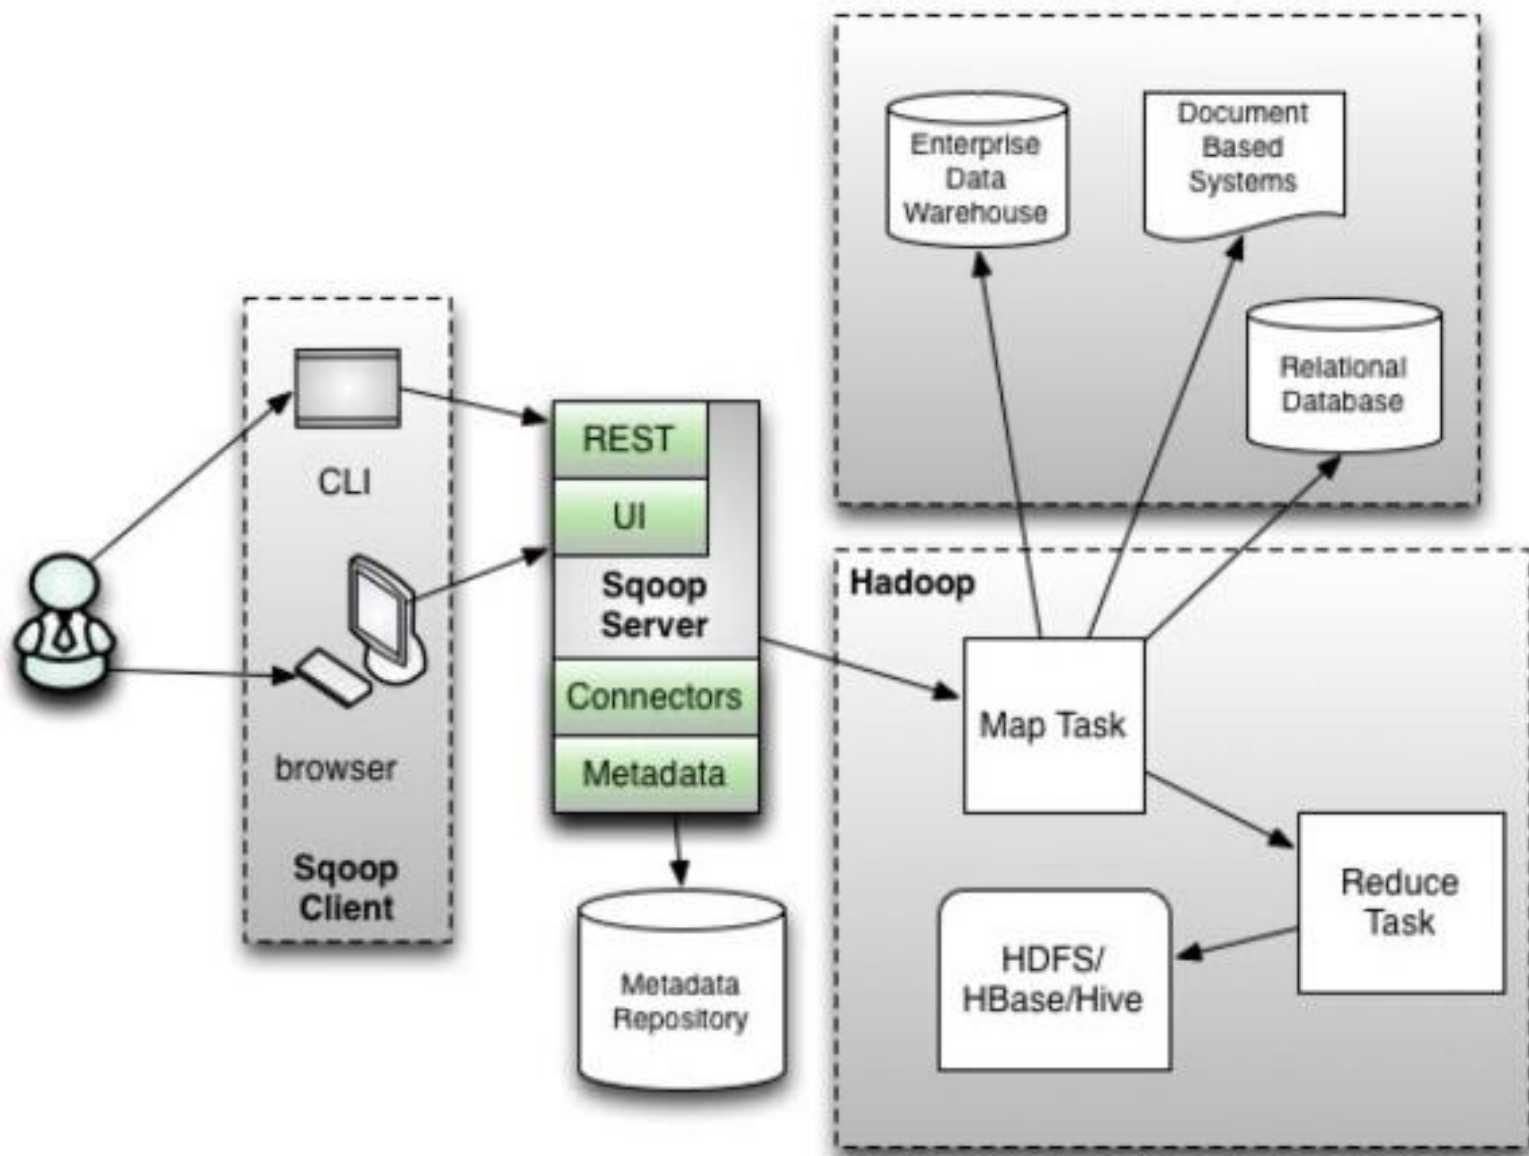 Enterprise
Data
Warehouse
Document
Based
Systems
Relational
Database
CLI
browser
Sqoop
Client
REST
UI
Sqoop
Server
Connectors
Metadata
Metadata
Repository
Hadoop
Map Task
Reduce
Task
HDFS/
HBase/Hive